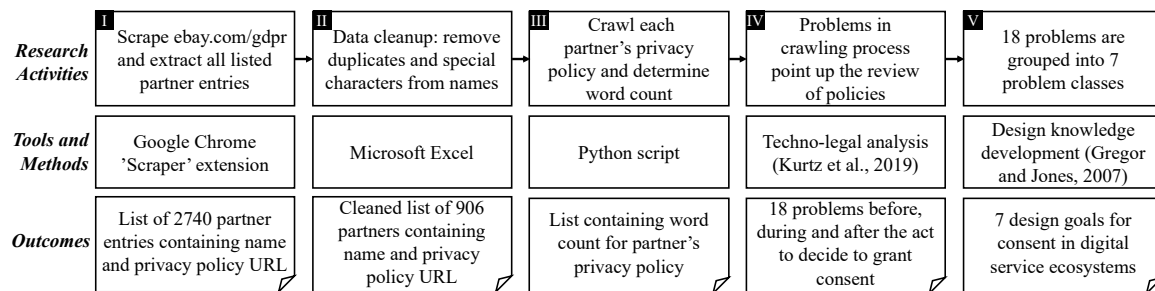 I
II
III
IV
V
Research
Activities
Scrape ebay.com/gdpr
and extract all listed
partner entries
Data cleanup: remove
duplicates and special
characters from names
Crawl each
partner's privacy
policy and determine
word count
Problems in
crawling process
point up the review
of policies
18 problems are
grouped into 7
problem classes
Tools and
Methods
Google Chrome
'Scraper' extension
Microsoft Excel
Python script
Techno-legal analysis
(Kurtz et al., 2019)
Design knowledge
development (Gregor
and Jones, 2007)
Outcomes
List of 2740 partner
entries containing name
and privacy policy URL
Cleaned list of 906
partners containing
name and privacy
policy URL
List containing word
count for partner's
privacy policy
18 problems before,
during and after the act
to decide to grant
consent
7 design goals for
consent in digital
service ecosystems